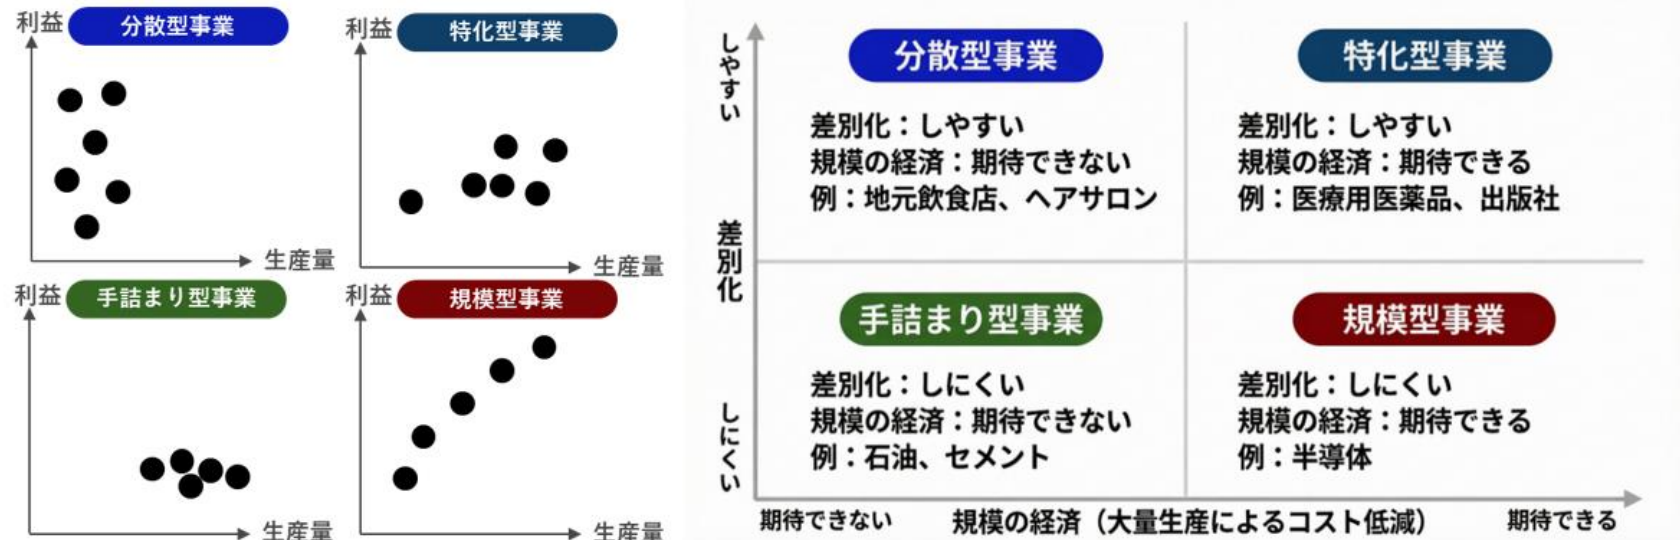 利益
分散型事業
生産量
利益
特化型事業
生産量
利益
手詰まり型事業
生産量
利益
規模型事業
生産量
しやすい
差別化
しにくい
分散型事業
差別化：しやすい
規模の経済：期待できない
例：地元飲食店、ヘアサロン
特化型事業
差別化：しやすい
規模の経済：期待できる
例：医療用医薬品、出版社
手詰まり型事業
差別化：しにくい
規模の経済：期待できない
例：石油、セメント
規模型事業
差別化：しにくい
規模の経済：期待できる
例：半導体
期待できない
規模の経済（大量生産によるコスト低減）
期待できる